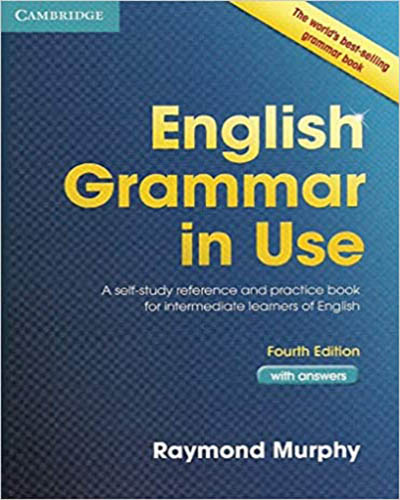 CAMBRIDGE
The world's best-selling
grammar book
English
Grammar
in Use
A self-study reference and practice book
for intermediate learners of English
Fourth Edition
with answers
Raymond Murphy